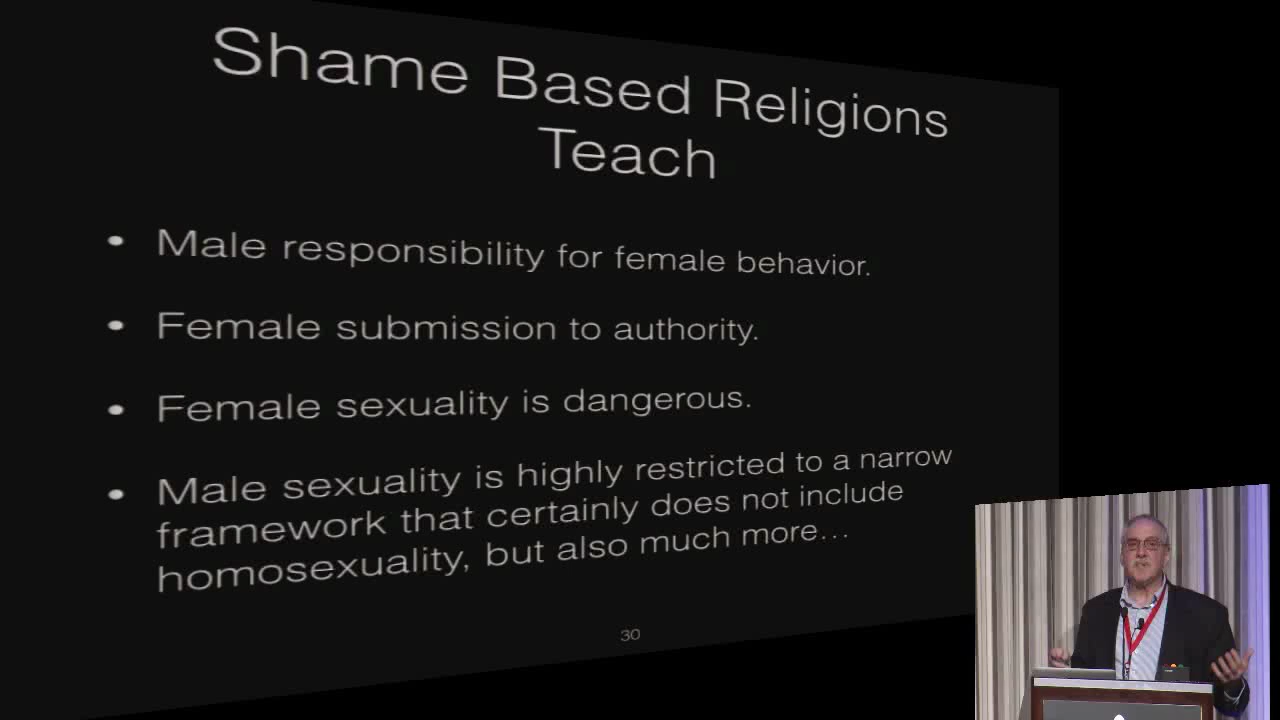 Shame Based Religions
Teach
• Male responsibility for female behavior.
• Female submission to authority.
• Female sexuality is dangerous.
• Male sexuality is highly restricted to a narrow
framework that certainly does not include
homosexuality, but also much more...
30